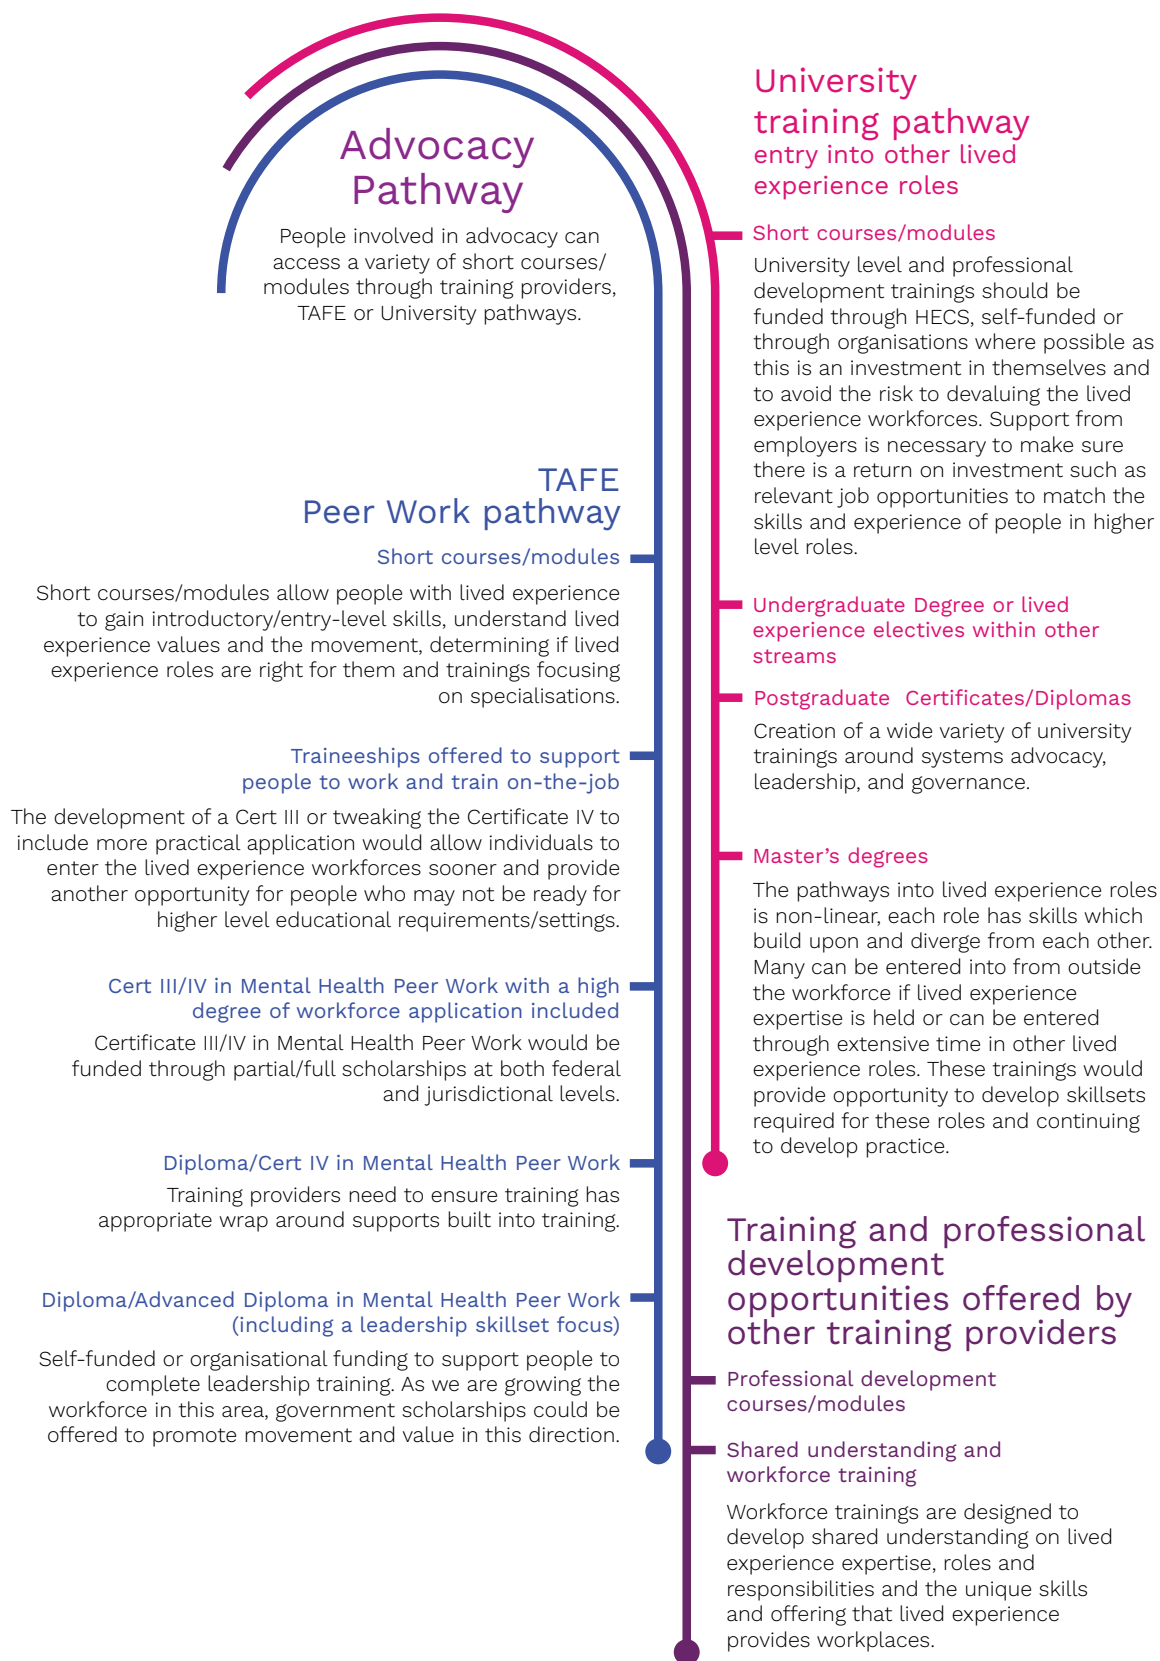 Advocacy
Pathway
People involved in advocacy can
access a variety of short courses/
modules through training providers,
TAFE or University pathways.
TAFE
Peer Work pathway
Short courses/modules
Short courses/modules allow people with lived experience
to gain introductory/entry-level skills, understand lived
experience values and the movement, determining if lived
experience roles are right for them and trainings focusing
on specialisations.
Traineeships offered to support
people to work and train on-the-job
The development of a Cert III or tweaking the Certificate IV to
include more practical application would allow individuals to
enter the lived experience workforces sooner and provide
another opportunity for people who may not be ready for
higher level educational requirements/settings.
Cert III/IV in Mental Health Peer Work with a high
degree of workforce application included
Certificate III/IV in Mental Health Peer Work would be
funded through partial/full scholarships at both federal
and jurisdictional levels.
Diploma/Cert IV in Mental Health Peer Work
Training providers need to ensure training has
appropriate wrap around supports built into training.
Diploma/Advanced Diploma in Mental Health Peer Work
(including a leadership skillset focus)
Self-funded or organisational funding to support people to
complete leadership training. As we are growing the
workforce in this area, government scholarships could be
offered to promote movement and value in this direction.
University
training pathway
entry into other lived
experience roles
Short courses/modules
University level and professional
development trainings should be
funded through HECS, self-funded or
through organisations where possible as
this is an investment in themselves and
to avoid the risk to devaluing the lived
experience workforces. Support from
employers is necessary to make sure
there is a return on investment such as
relevant job opportunities to match the
skills and experience of people in higher
level roles.
Undergraduate Degree or lived
experience electives within other
streams
Postgraduate Certificates/Diplomas
Creation of a wide variety of university
trainings around systems advocacy,
leadership, and governance.
Master's degrees
The pathways into lived experience roles
is non-linear, each role has skills which
build upon and diverge from each other.
Many can be entered into from outside
the workforce if lived experience
expertise is held or can be entered
through extensive time in other lived
experience roles. These trainings would
provide opportunity to develop skillsets
required for these roles and continuing
to develop practice.
Training and professional
development
opportunities offered by
other training providers
Professional development
courses/modules
Shared understanding and
workforce training
Workforce trainings are designed to
develop shared understanding on lived
experience expertise, roles and
responsibilities and the unique skills
and offering that lived experience
provides workplaces.